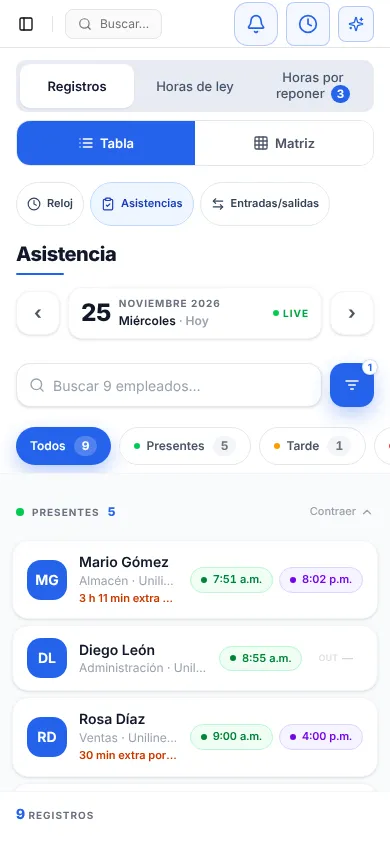 Buscar...
Registros
Horas de ley
Horas por reponer 3
Tabla
Matriz
Reloj
Asistencias
Entradas/salidas
Asistencia
25
NOVIEMBRE 2026
Miércoles · Hoy
LIVE
Buscar 9 empleados...
1
Todos 9
Presentes 5
Tarde 1
PRESENTES 5
Contraer
MG
Mario Gómez
Almacén · Unili...
3 h 11 min extra ...
7:51 a.m.
8:02 p.m.
DL
Diego León
Administración · Unil...
8:55 a.m.
OUT —
RD
Rosa Díaz
Ventas · Uniline...
30 min extra por...
9:00 a.m.
4:00 p.m.
9 REGISTROS